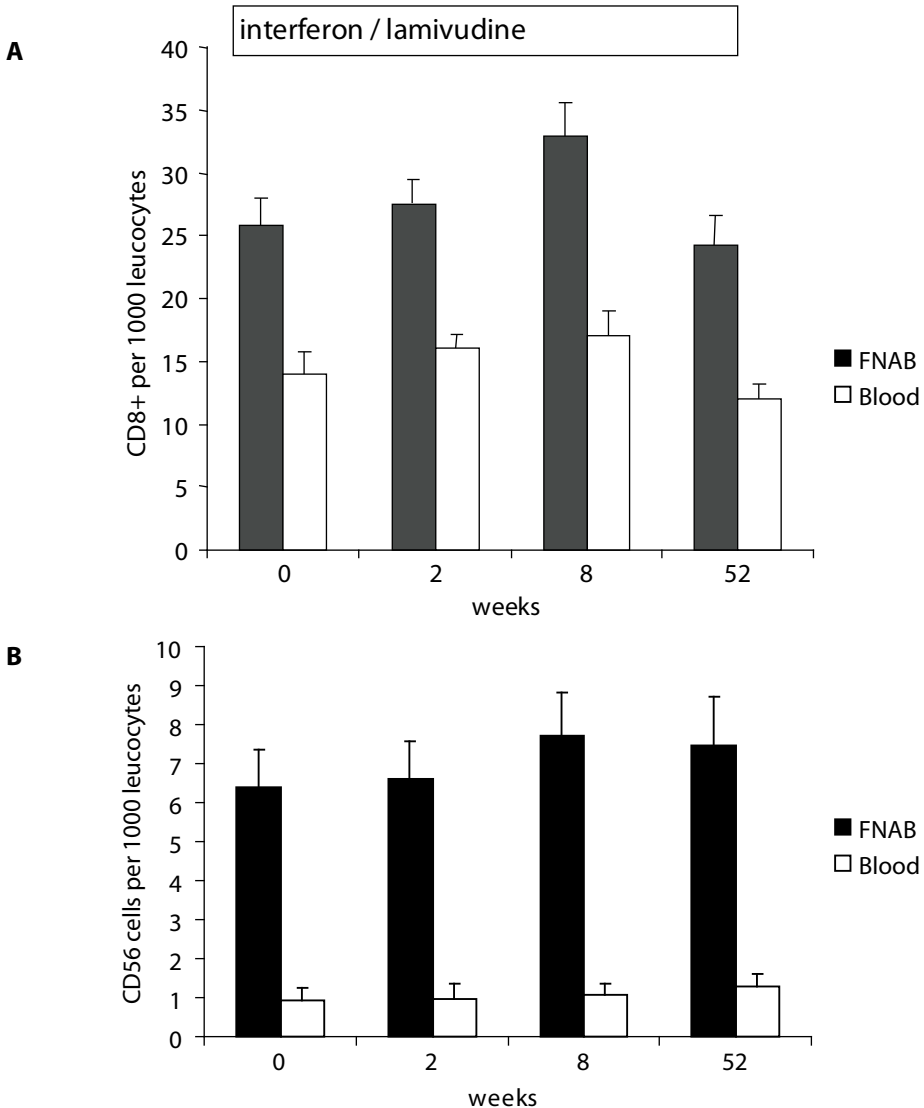 A
interferon / lamivudine
40
35
30
25
20
15
10
5
0
CD8+ per 1000 leucocytes
0 2 8 52
weeks
FNAB
Blood
B
10
9
8
7
6
5
4
3
2
1
0
CD56 cells per 1000 leucocytes
0 2 8 52
weeks
FNAB
Blood